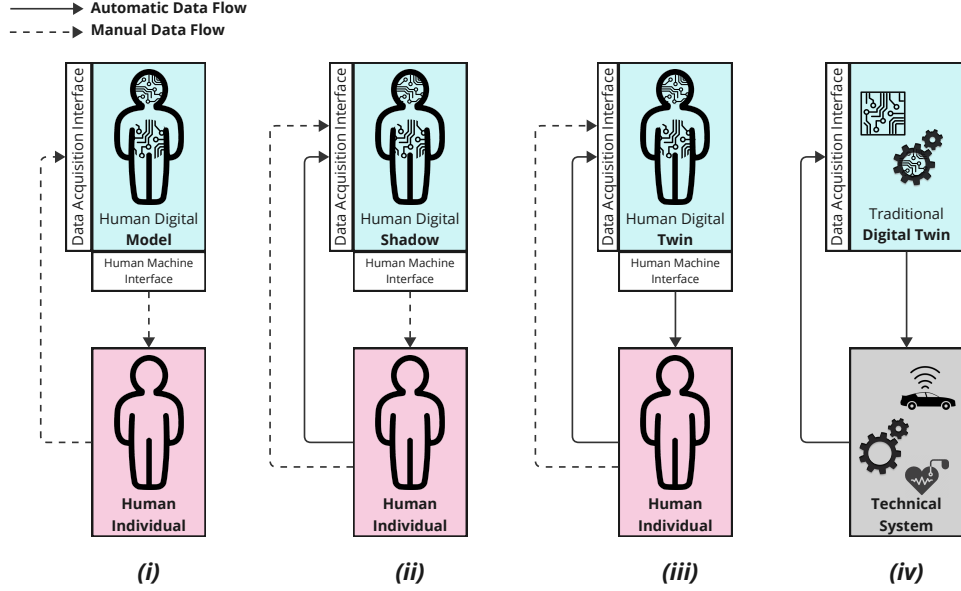 Automatic Data Flow
Manual Data Flow
Data Acquisition Interface
Human Digital
Model
Human Machine
Interface
Human
Individual
(i)
Data Acquisition Interface
Human Digital
Shadow
Human Machine
Interface
Human
Individual
(ii)
Data Acquisition Interface
Human Digital
Twin
Human Machine
Interface
Human
Individual
(iii)
Data Acquisition Interface
Traditional
Digital Twin
Technical
System
(iv)